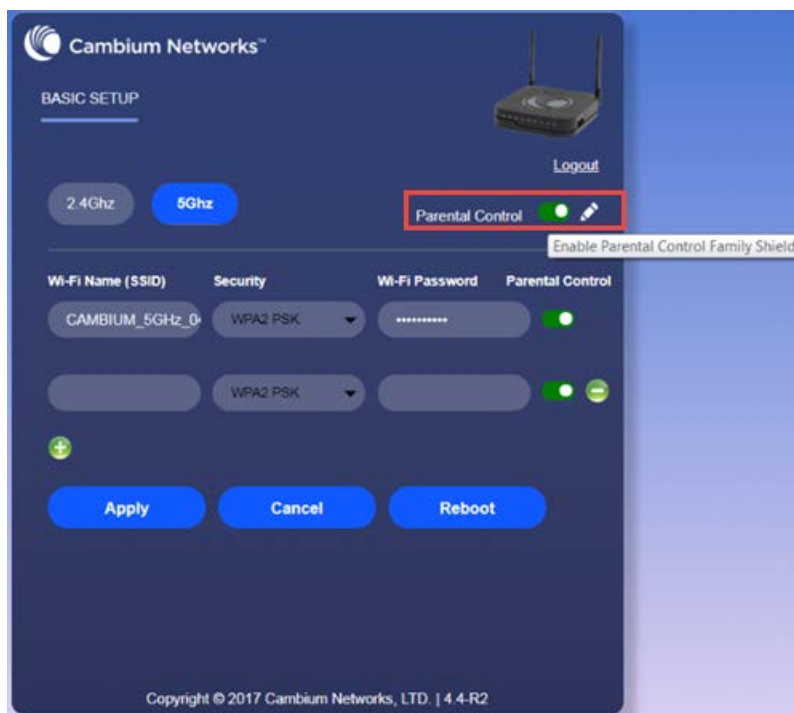 Cambium Networks™
BASIC SETUP
Logout
2.4Ghz 5Ghz Parental Control
Enable Parental Control Family Shield
Wi-Fi Name (SSID) Security Wi-Fi Password Parental Control
CAMBIUM_5GHz_0 WPA2 PSK ••••••••••
WPA2 PSK
Apply Cancel Reboot
Copyright © 2017 Cambium Networks, LTD. | 4.4-R2